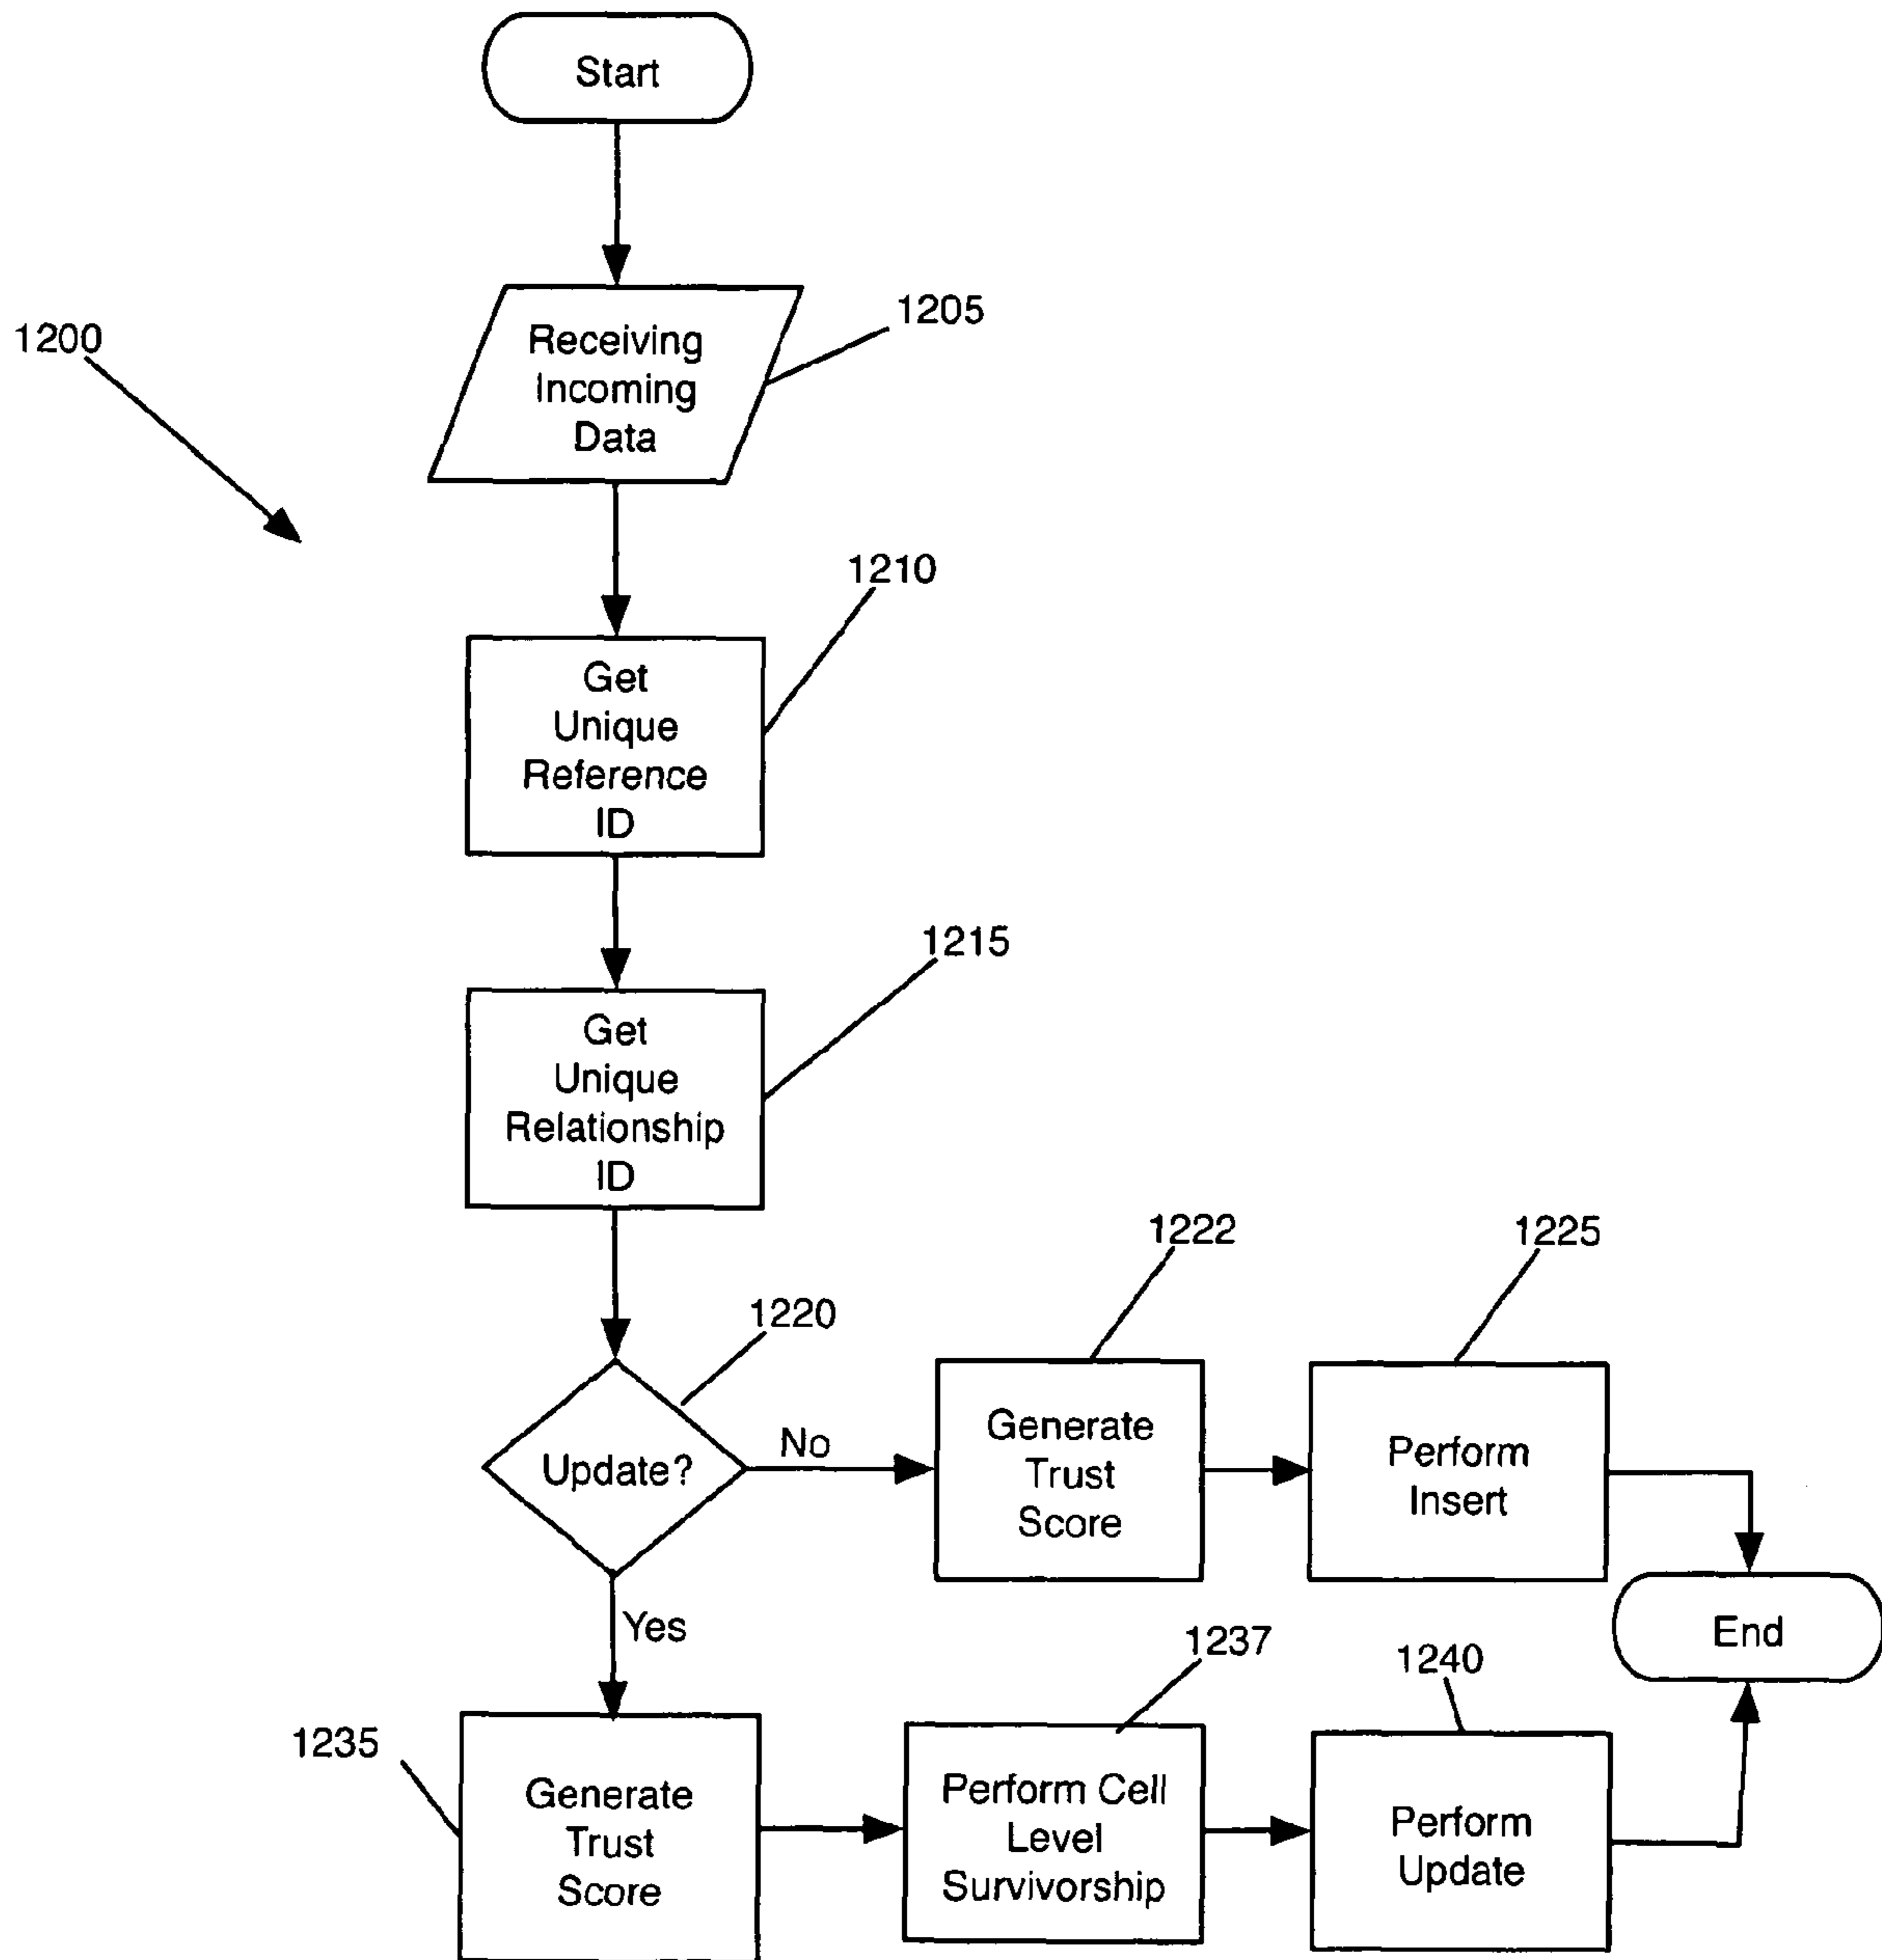 Start
1200
Receiving
Incoming
Data
1205
Get
Unique
Reference
ID
1210
Get
Unique
Relationship
ID
1215
Update?
1220
No
Generate
Trust
Score
1222
Perform
Insert
1225
End
Yes
1235
Generate
Trust
Score
Perform Cell
Level
Survivorship
1237
Perform
Update
1240